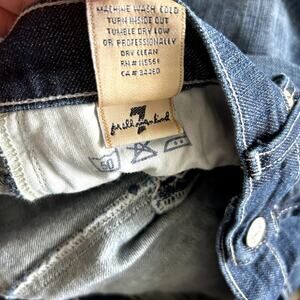 MACHINE WASH COLD
TURN INSIDE OUT
TUMBLE DRY LOW
OR PROFESSIONALLY
DRY CLEAN
RN# 115561
CA# 32460
7
for all mankind